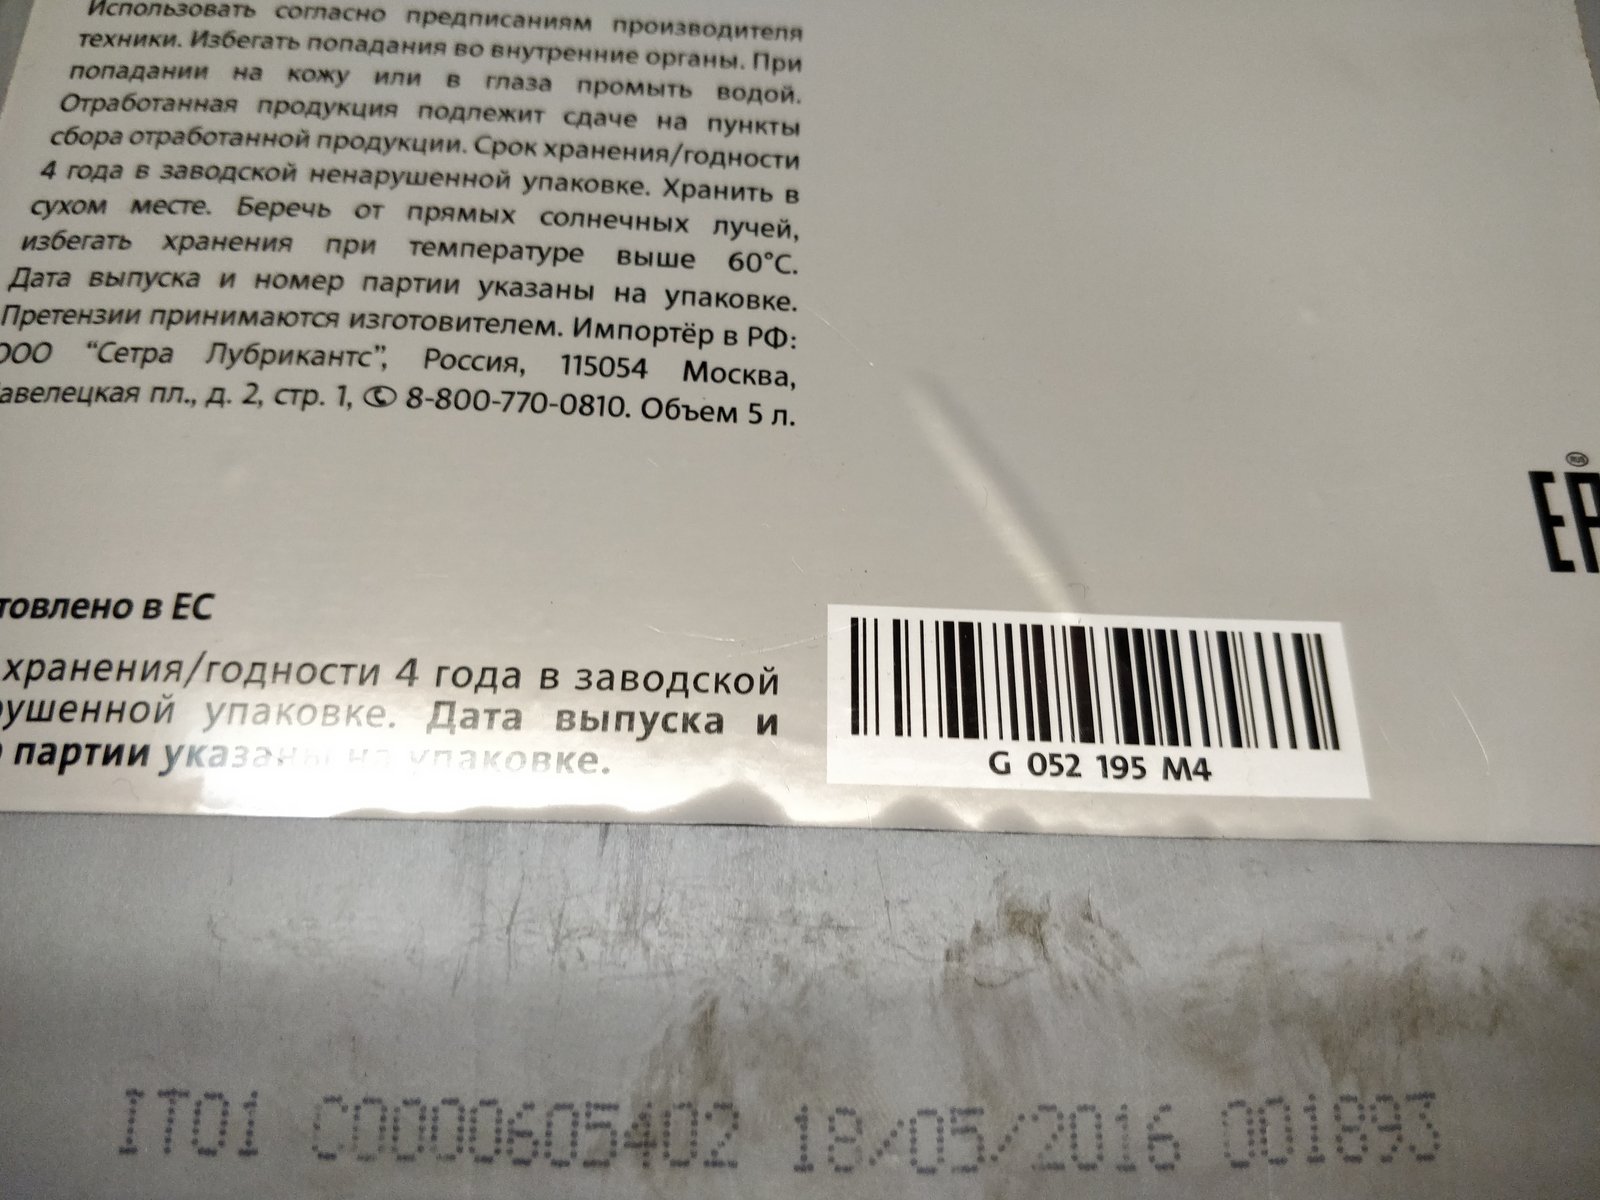 Использовать согласно предписаниям производителя
техники. Избегать попадания во внутренние органы. При
попадании на кожу или в глаза промыть водой.
Отработанная продукция подлежит сдаче на пункты
сбора отработанной продукции. Срок хранения/годности
4 года в заводской ненарушенной упаковке. Хранить в
сухом месте. Беречь от прямых солнечных лучей,
избегать хранения при температуре выше 60°С.
Дата выпуска и номер партии указаны на упаковке.
Претензии принимаются изготовителем. Импортёр в РФ:
ООО "Сетра Лубрикантс", Россия, 115054 Москва,
авелецкая пл., д. 2, стр. 1, 8-800-770-0810. Объем 5 л.
товлено в ЕС
хранения/годности 4 года в заводской
рушенной упаковке. Дата выпуска и
партии указаны на упаковке.
G 052 195 M4
RUS
IT01 C0000605402 18/05/2016 001893